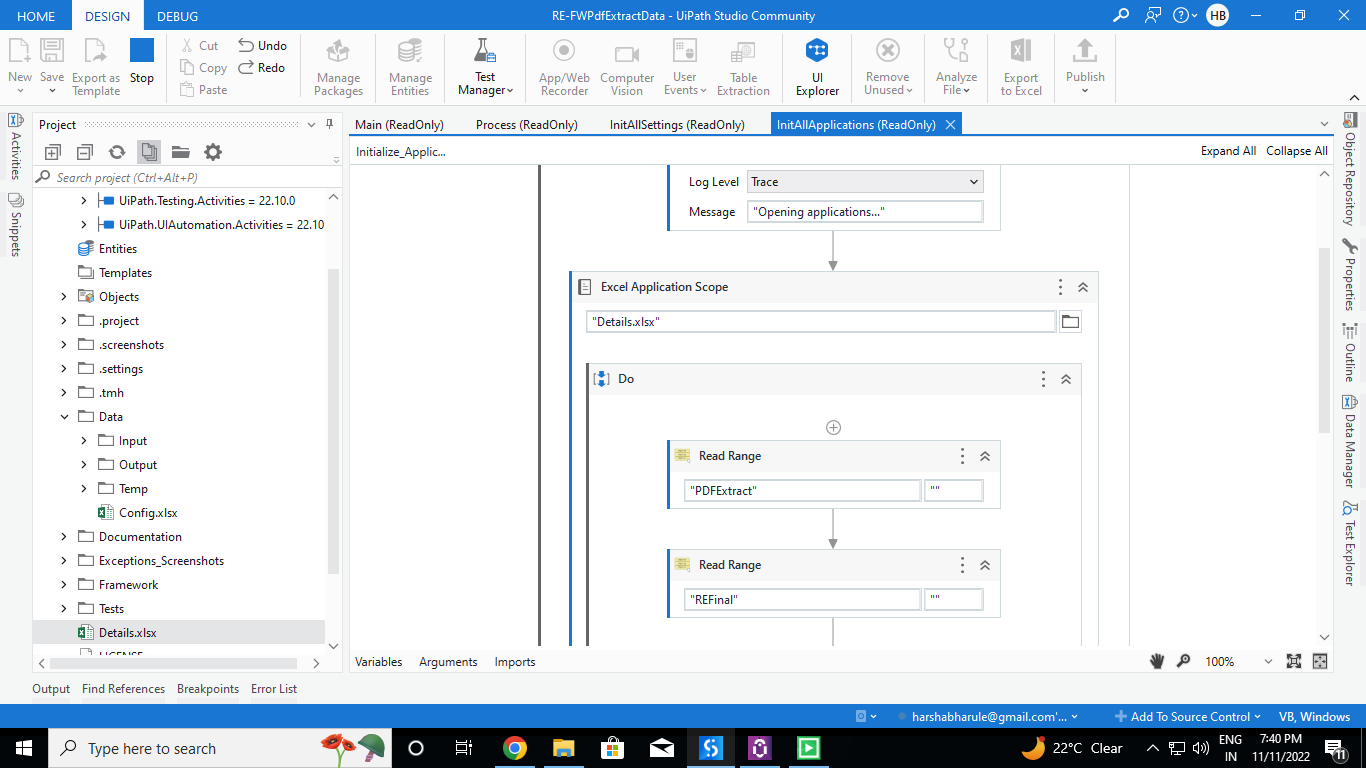 HOME DESIGN DEBUG RE-FWPdfExtractData - UiPath Studio Community HB
New Save Export as Template Stop Cut Copy Paste Undo Redo
Manage Packages Manage Entities Test Manager App/Web Recorder Computer Vision User Events Table Extraction UI Explorer Remove Unused Analyze File Export to Excel Publish
Activities
Snippets
Project
Search project (Ctrl+Alt+P)
UiPath.Testing.Activities = 22.10.0
UiPath.UIAutomation.Activities = 22.10
Entities
Templates
Objects
.project
.screenshots
.settings
.tmh
Data
Input
Output
Temp
Config.xlsx
Documentation
Exceptions_Screenshots
Framework
Tests
Details.xlsx
LICENSE
Main (ReadOnly) Process (ReadOnly) InitAllSettings (ReadOnly) InitAllApplications (ReadOnly)
Initialize_Applic... Expand All Collapse All
Log Level Trace
Message "Opening applications..."
Excel Application Scope
"Details.xlsx"
Do
Read Range
"PDFExtract" ""
Read Range
"REFinal" ""
Variables Arguments Imports 100%
Object Repository
Properties
Outline
Data Manager
Test Explorer
Output Find References Breakpoints Error List
harshabharule@gmail.com'... Add To Source Control VB, Windows
Type here to search 22°C Clear ENG IN 7:40 PM 11/11/2022 11